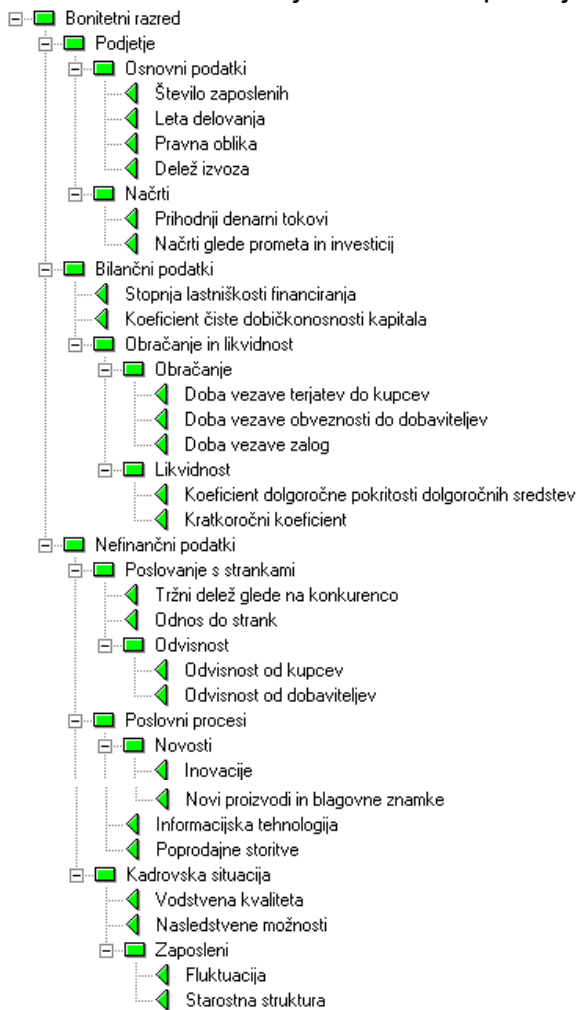 Bonitetni razred
Podjetje
Osnovni podatki
Število zaposlenih
Leta delovanja
Pravna oblika
Delež izvoza
Načrti
Prihodnji denarni tokovi
Načrti glede prometa in investicij
Bilančni podatki
Stopnja lastniškosti financiranja
Koeficient čiste dobičkonosnosti kapitala
Obračanje in likvidnost
Obračanje
Doba vezave terjatev do kupcev
Doba vezave obveznosti do dobaviteljev
Doba vezave zalog
Likvidnost
Koeficient dolgoročne pokritosti dolgoročnih sredstev
Kratkoročni koeficient
Nefinančni podatki
Poslovanje s strankami
Tržni delež glede na konkurenco
Odnos do strank
Odvisnost
Odvisnost od kupcev
Odvisnost od dobaviteljev
Poslovni procesi
Novosti
Inovacije
Novi proizvodi in blagovne znamke
Informacijska tehnologija
Poprodajne storitve
Kadrovska situacija
Vodstvena kvaliteta
Nasledstvene možnosti
Zaposleni
Fluktuacija
Starostna struktura